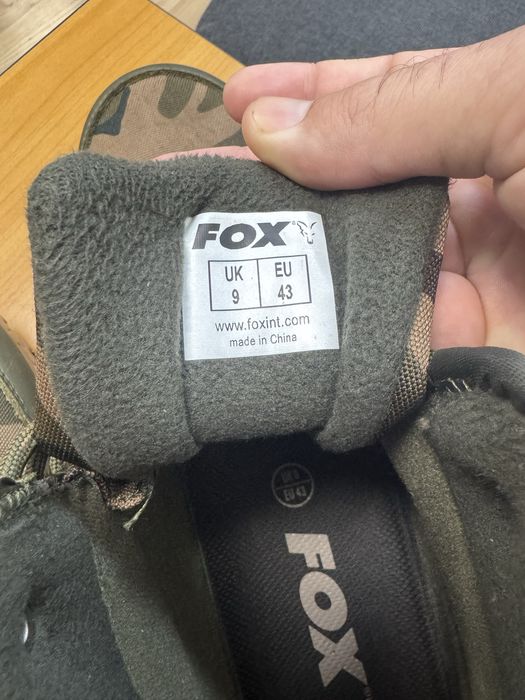 FOX
UK EU
9 43
www.foxint.com
made in China
UK 9
EU 43
FOX